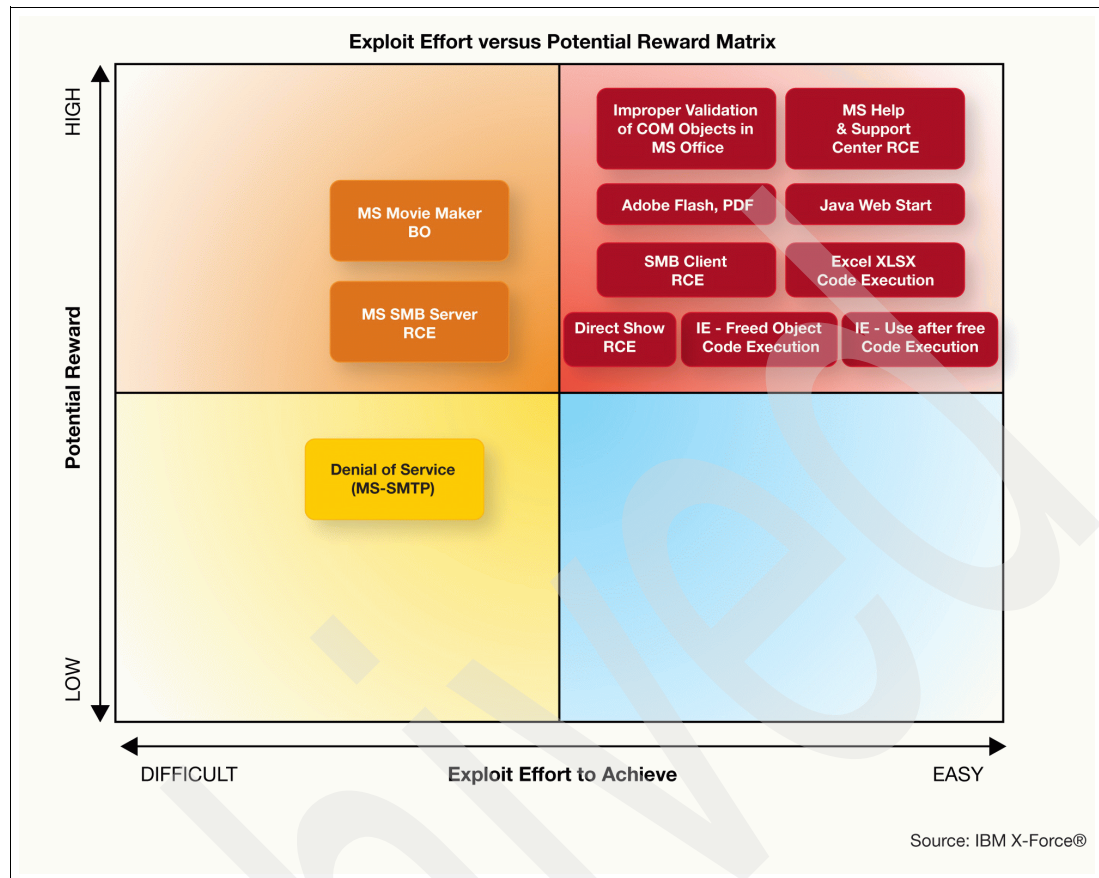 Exploit Effort versus Potential Reward Matrix
HIGH
Potential Reward
LOW
Improper Validation
of COM Objects in
MS Office
MS Help
& Support
Center RCE
MS Movie Maker
BO
Adobe Flash, PDF
Java Web Start
SMB Client
RCE
Excel XLSX
Code Execution
MS SMB Server
RCE
Direct Show
RCE
IE - Freed Object
Code Execution
IE - Use after free
Code Execution
Denial of Service
(MS-SMTP)
DIFFICULT
Exploit Effort to Achieve
EASY
Source: IBM X-Force®